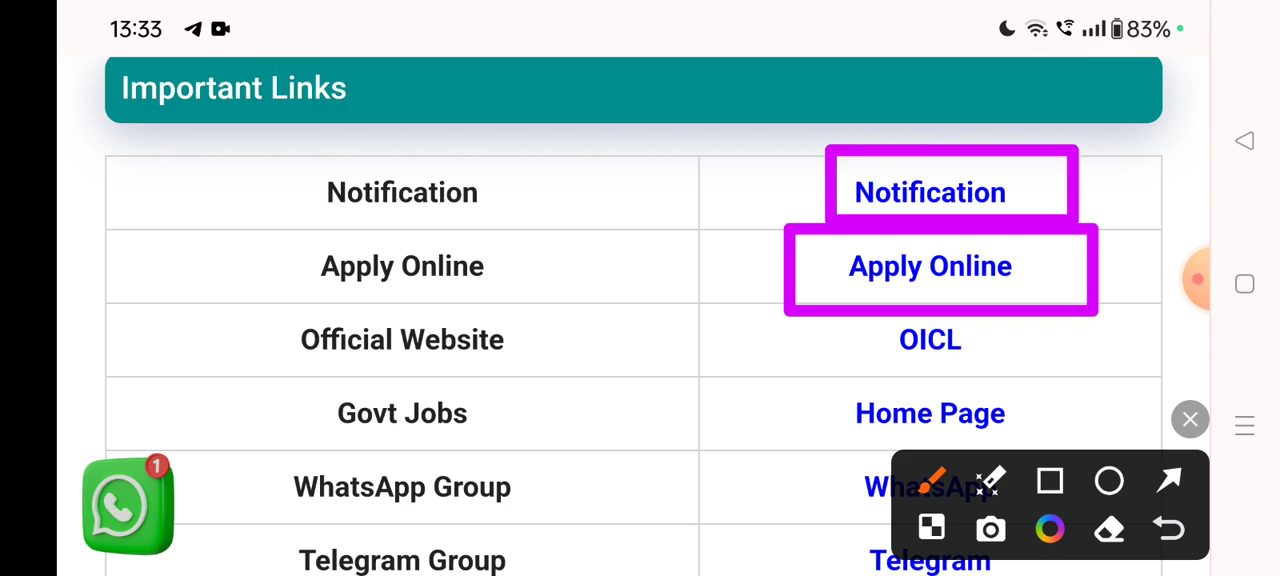 13:33 83%
Important Links
Notification Notification
Apply Online Apply Online
Official Website OICL
Govt Jobs Home Page
1
WhatsApp Group WhatsApp
Telegram Group Telegram